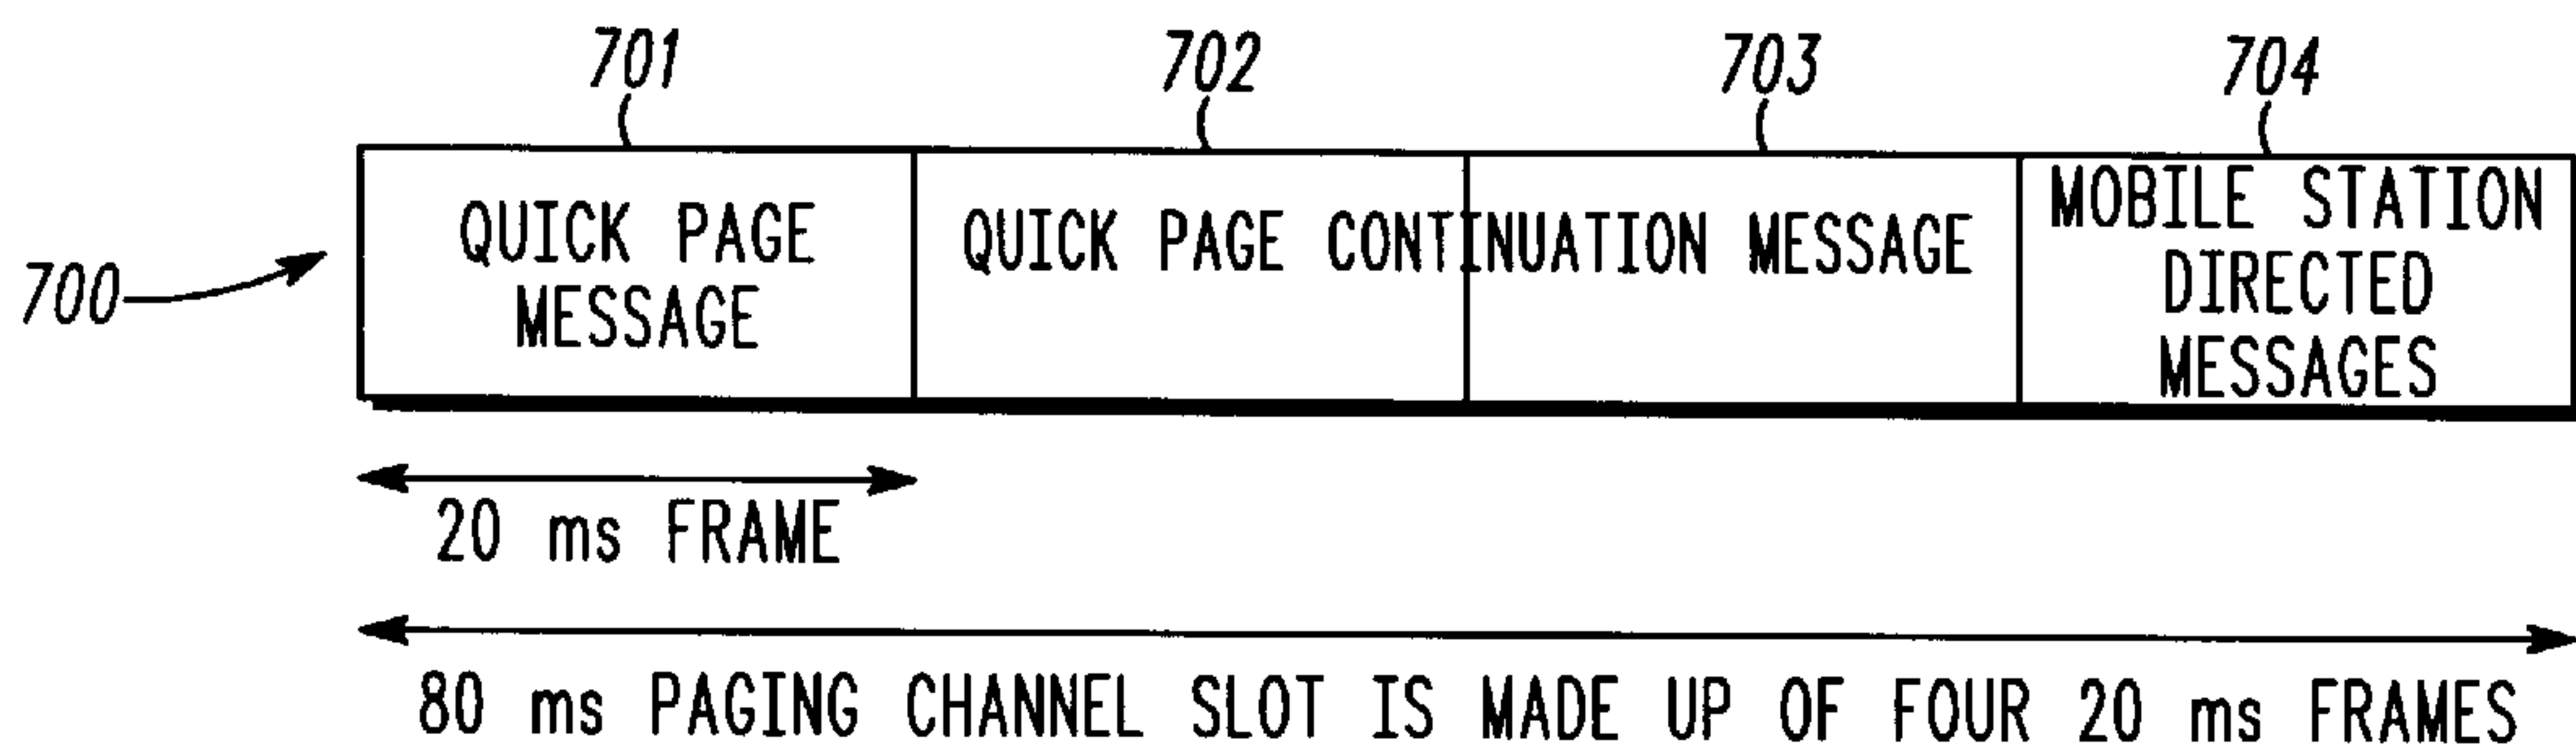 701
702
703
704
700
QUICK PAGE
MESSAGE
QUICK PAGE CONTINUATION MESSAGE
MOBILE STATION
DIRECTED
MESSAGES
20 ms FRAME
80 ms PAGING CHANNEL SLOT IS MADE UP OF FOUR 20 ms FRAMES